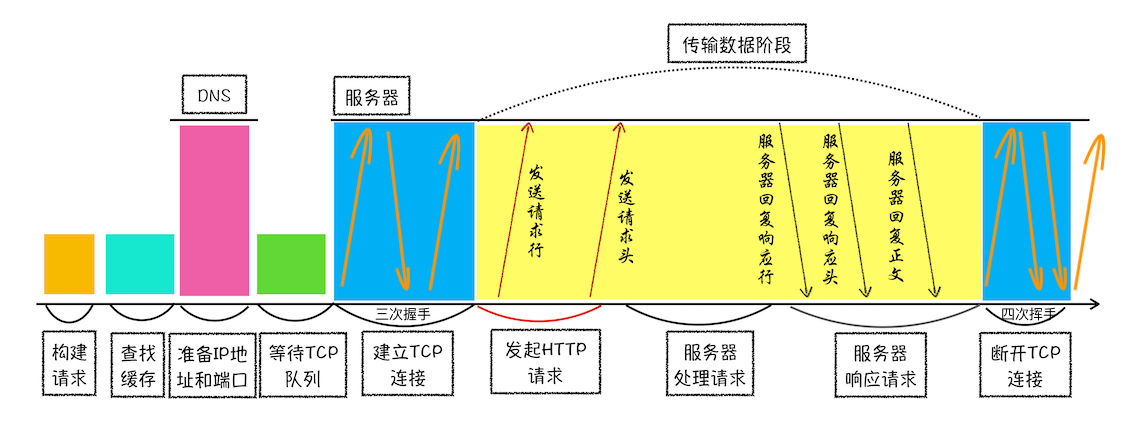 传输数据阶段
DNS
服务器
发送请求行
发送请求头
服务器回复响应行
服务器回复响应头
服务器回复正文
三次握手
四次挥手
构建
请求
查找
缓存
准备IP地
址和端口
等待TCP
队列
建立TCP
连接
发起HTTP
请求
服务器
处理请求
服务器
响应请求
断开TCP
连接